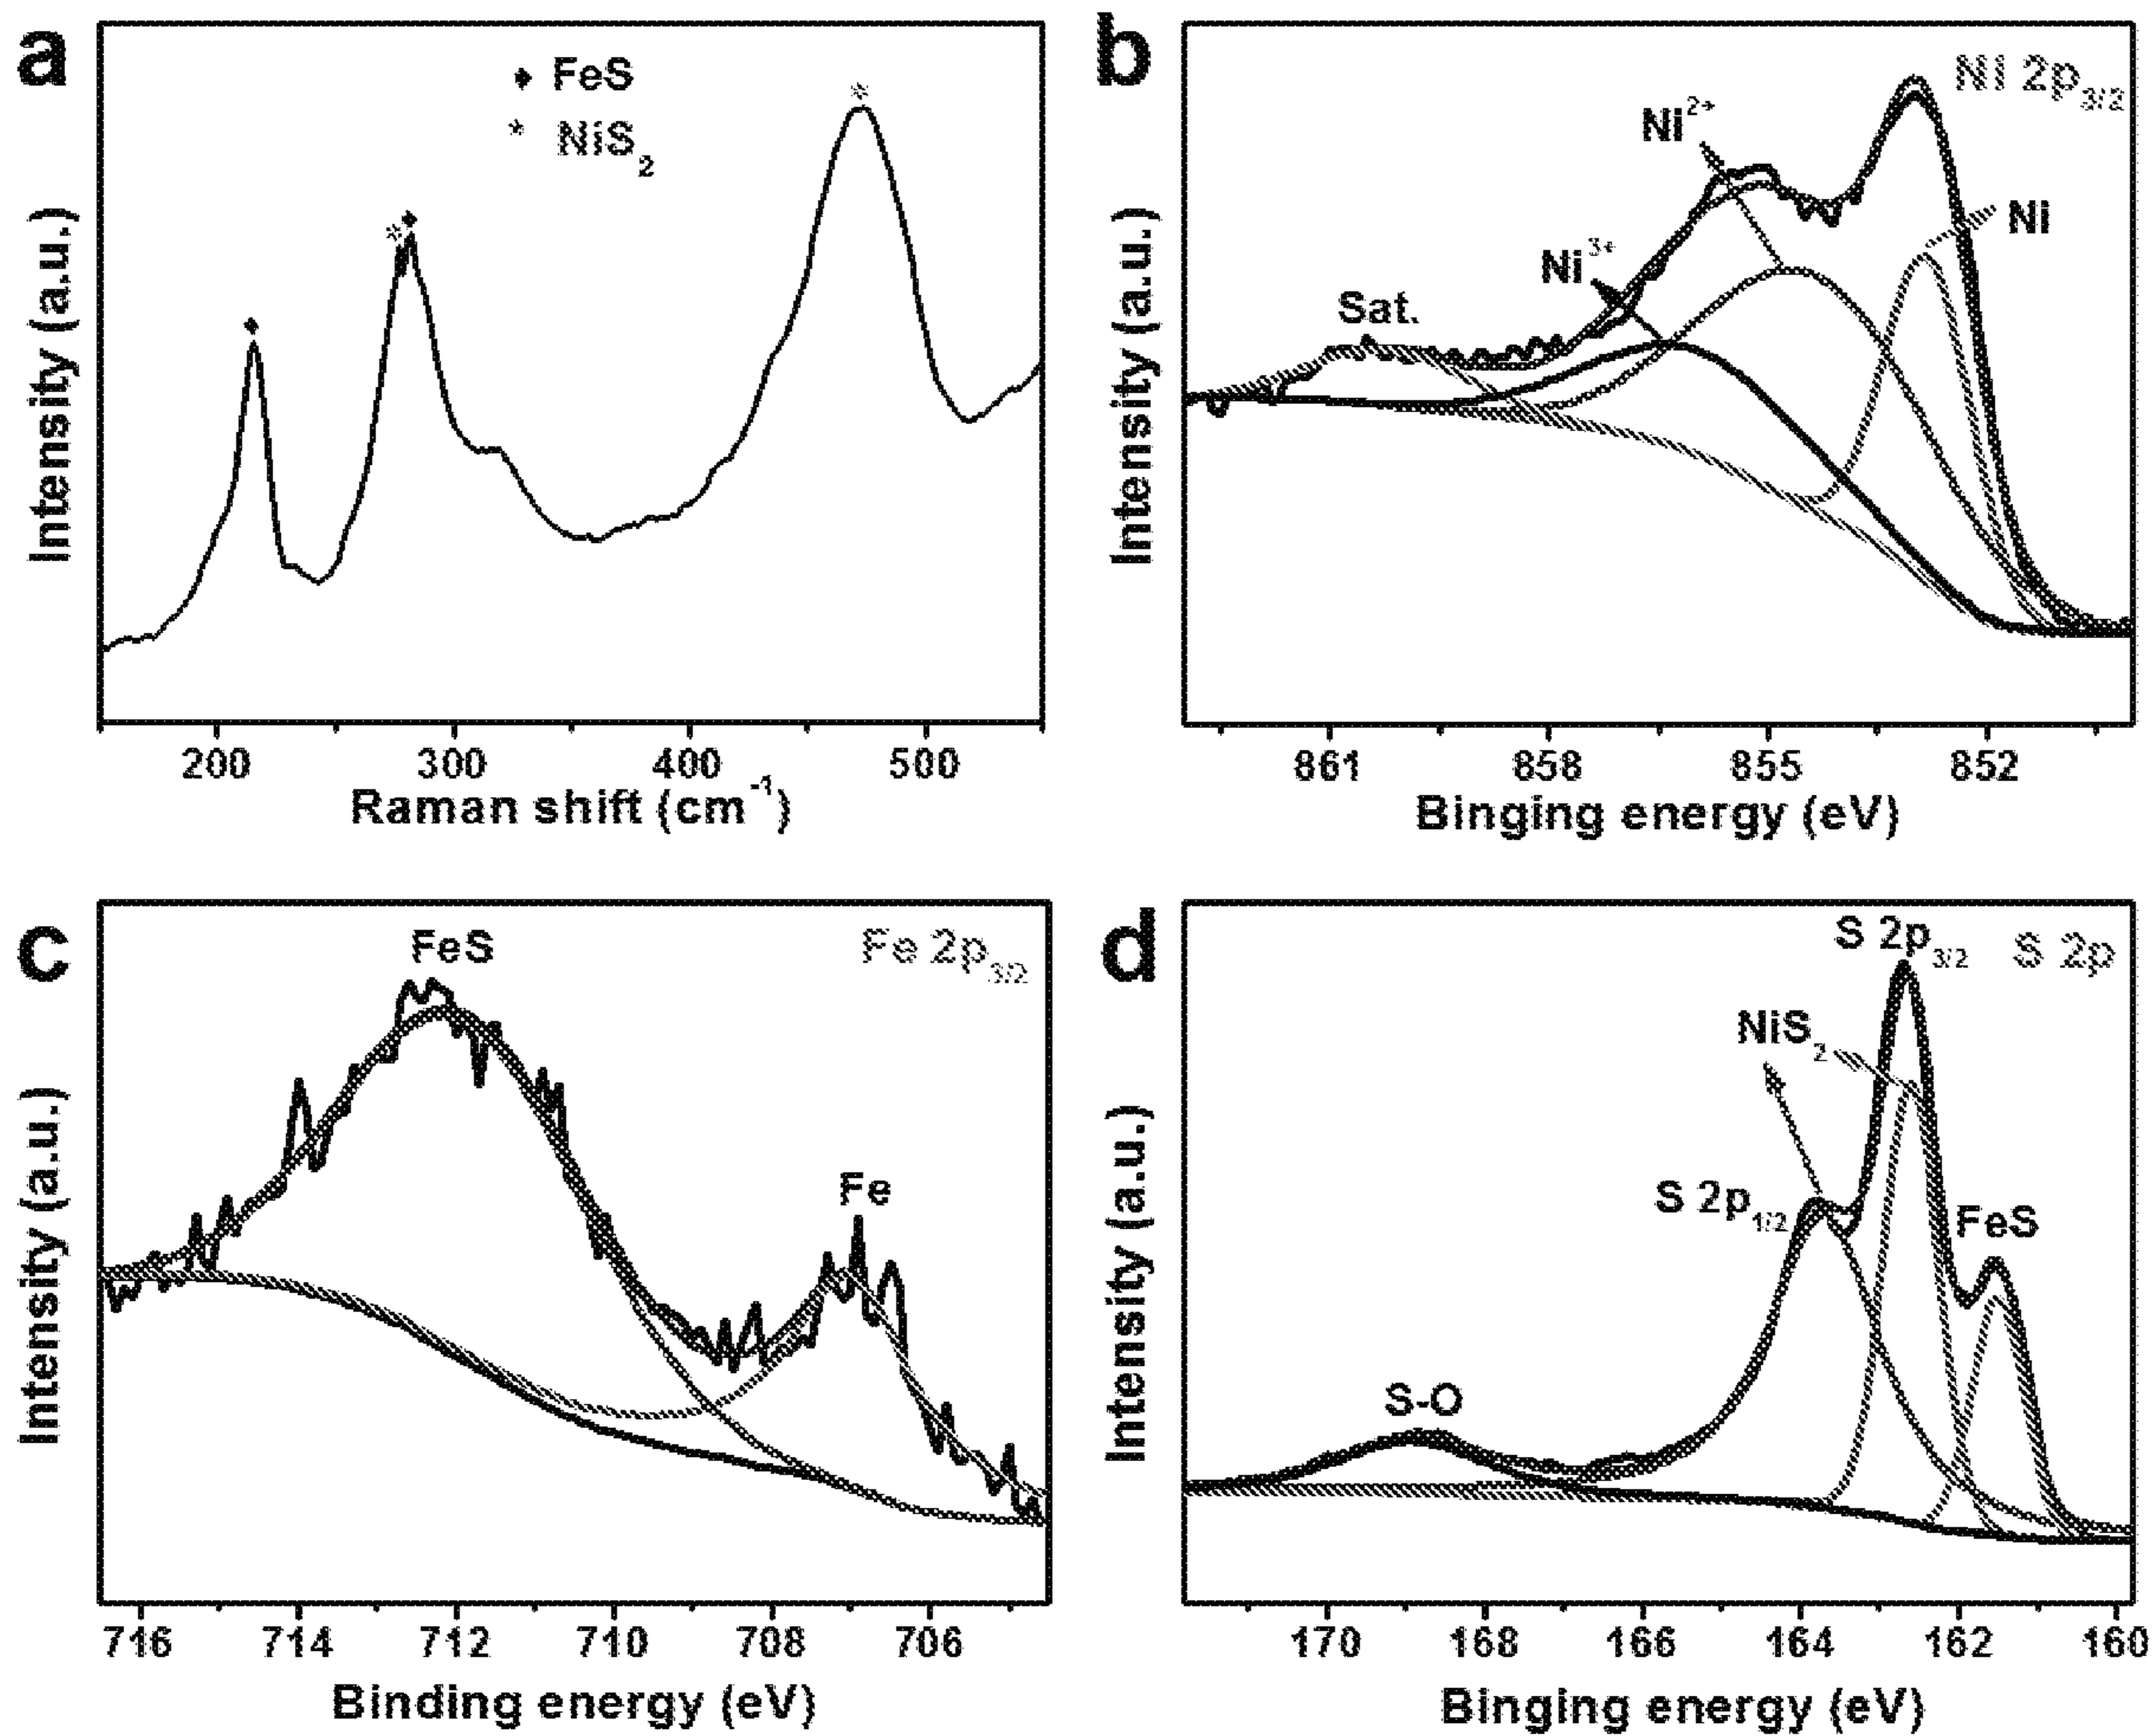 a
FeS
* NiS₂
*
*
Intensity (a.u.)
200 300 400 500
Raman shift (cm⁻¹)
b
Ni 2p₃/₂
Ni²⁺
Ni
Ni³⁺
Sat.
Intensity (a.u.)
861 858 855 852
Binging energy (eV)
c
FeS
Fe 2p₃/₂
Fe
Intensity (a.u.)
716 714 712 710 708 706
Binding energy (eV)
d
S 2p₃/₂
S 2p
NiS₂
S 2p₁/₂
FeS
S-O
Intensity (a.u.)
170 168 166 164 162 160
Binging energy (eV)